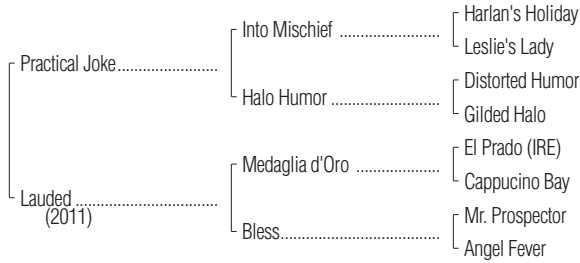 Harlan's Holiday
Into Mischief
Leslie's Lady
Practical Joke
Distorted Humor
Halo Humor
Gilded Halo
El Prado (IRE)
Medaglia d'Oro
Cappucino Bay
Lauded
(2011)
Mr. Prospector
Bless
Angel Fever